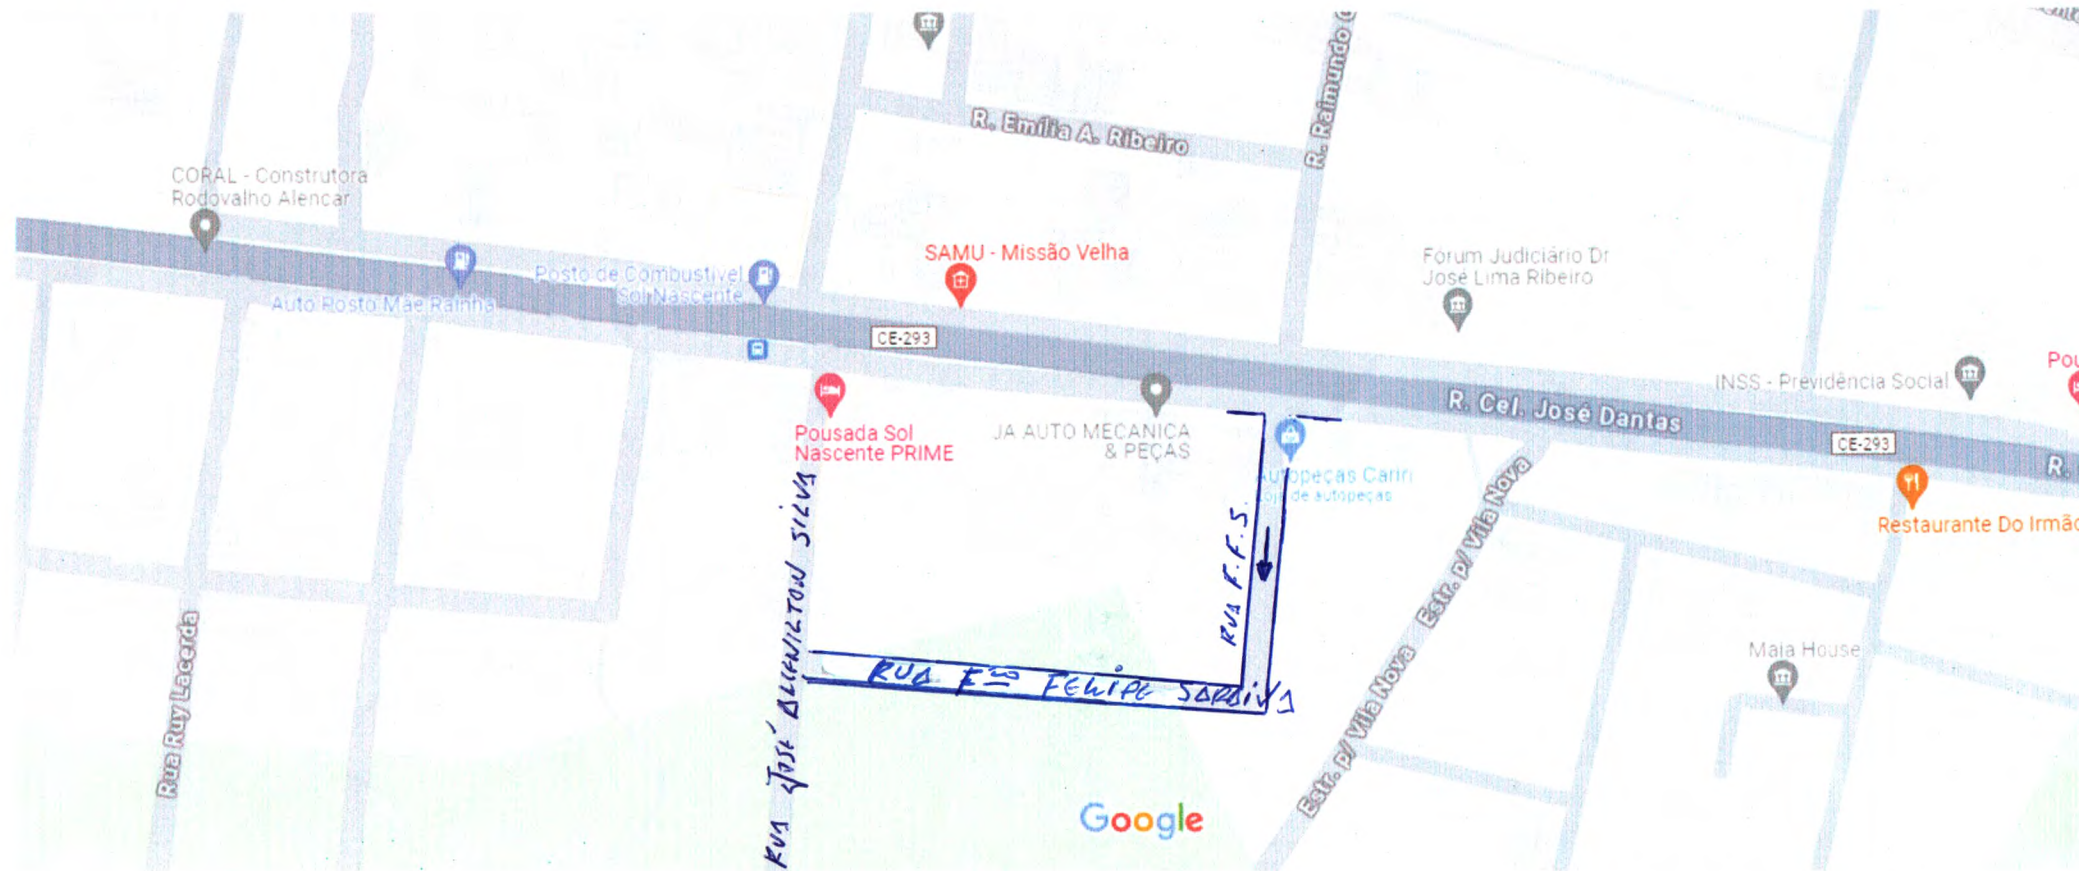 R. Emília A. Ribeiro
R. Raimundo
CORAL - Construtora
Rodovalho Alencar
SAMU - Missão Velha
Fórum Judiciário Dr
José Lima Ribeiro
Posto de Combustível
Sol Nascente
Auto Posto Mãe Rainha
CE-293
INSS - Previdência Social
Pou
R. Cel. José Dantas
CE-293
R.
Pousada Sol
Nascente PRIME
JA AUTO MECANICA
& PEÇAS
Autopeças Cariri
Loja de autopeças
Restaurante Do Irmão
Estr. p/ Vila Nova
Estr. p/ Vila Nova
RUA F.F.S.
RUA JOSÉ SILVA
RUA Fco FELIPE SARAIVA
Rua Ruy Lacerda
Maia House
Google